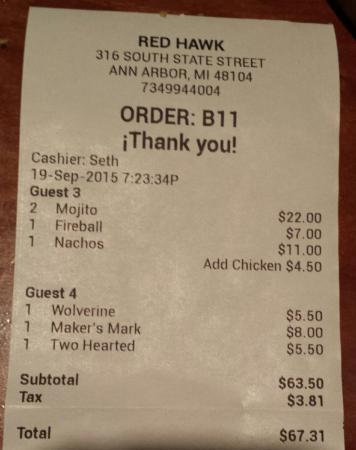 RED HAWK
316 SOUTH STATE STREET
ANN ARBOR, MI 48104
7349944004
ORDER: B11
¡Thank you!
Cashier: Seth
19-Sep-2015 7:23:34P
Guest 3
2 Mojito $22.00
1 Fireball $7.00
1 Nachos $11.00
Add Chicken $4.50
Guest 4
1 Wolverine $5.50
1 Maker's Mark $8.00
1 Two Hearted $5.50
Subtotal $63.50
Tax $3.81
Total $67.31